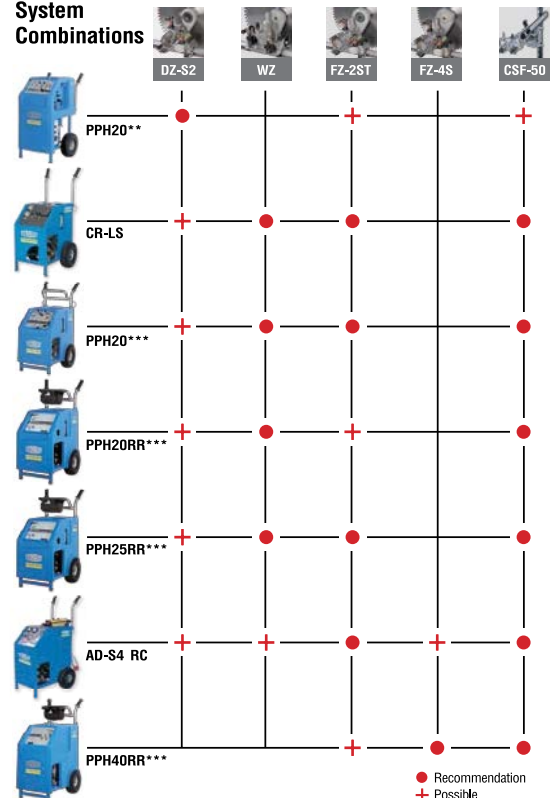 System
Combinations
DZ-S2 WZ FZ-2ST FZ-4S CSF-50
PPH20**
CR-LS
PPH20***
PPH20RR***
PPH25RR***
AD-S4 RC
PPH40RR***
Recommendation
Possible